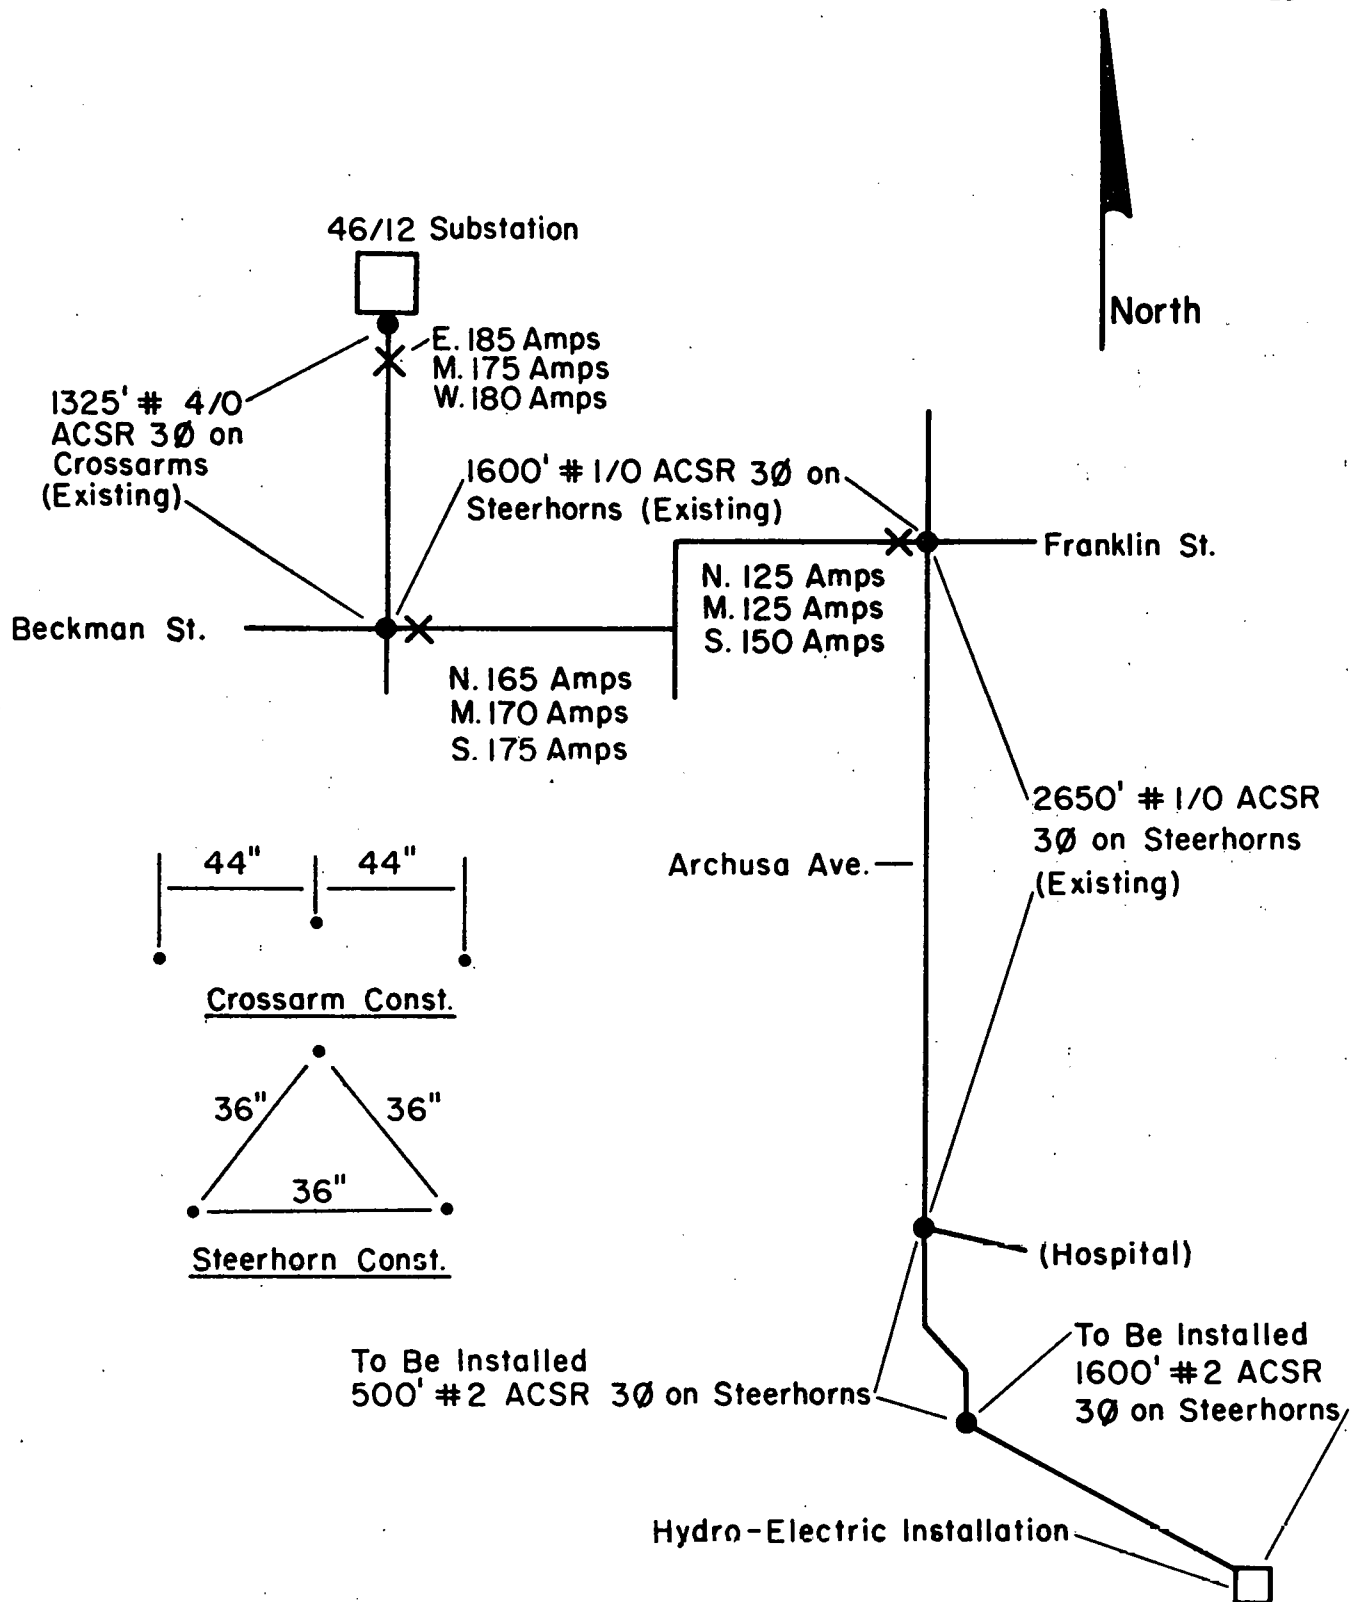 North
46/12 Substation
E. 185 Amps
M. 175 Amps
W. 180 Amps
1325' # 4/0
ACSR 3Ø on
Crossarms
(Existing)
1600' # 1/0 ACSR 3Ø on
Steerhorns (Existing)
Franklin St.
N. 125 Amps
M. 125 Amps
S. 150 Amps
Beckman St.
N. 165 Amps
M. 170 Amps
S. 175 Amps
2650' # 1/0 ACSR
3Ø on Steerhorns
(Existing)
Archusa Ave.
44" 44"
Crossarm Const.
36" 36"
36"
Steerhorn Const.
(Hospital)
To Be Installed
500' #2 ACSR 3Ø on Steerhorns
To Be Installed
1600' #2 ACSR
3Ø on Steerhorns
Hydro-Electric Installation